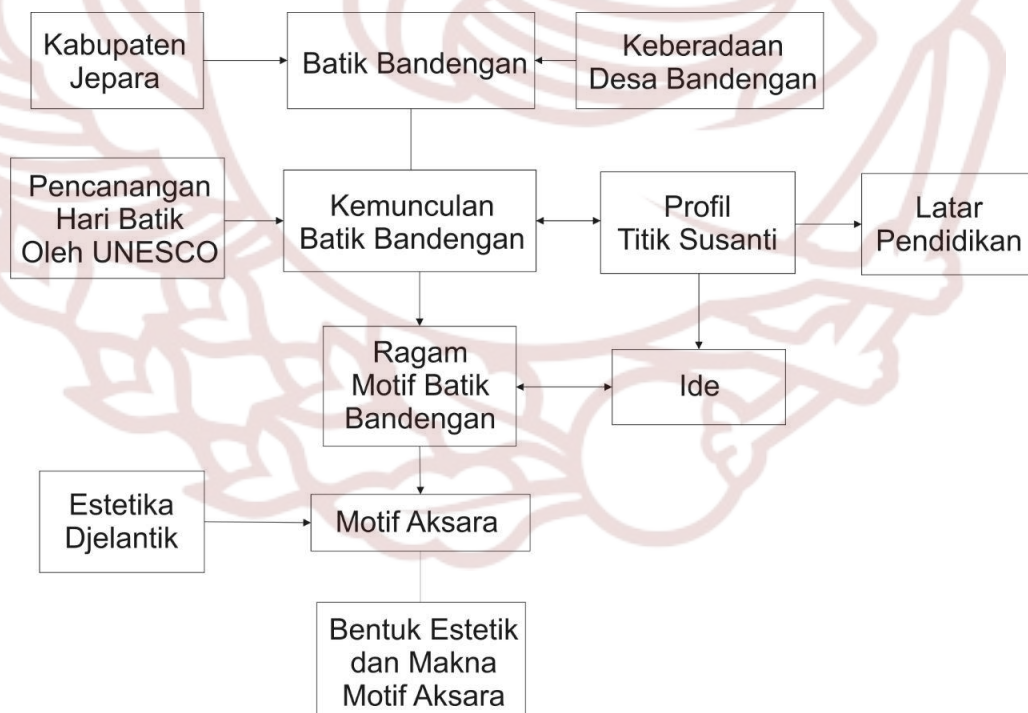 Kabupaten
Jepara
Batik Bandengan
Keberadaan
Desa Bandengan
Pencanangan
Hari Batik
Oleh UNESCO
Kemunculan
Batik Bandengan
Profil
Titik Susanti
Latar
Pendidikan
Ragam
Motif Batik
Bandengan
Ide
Estetika
Djelantik
Motif Aksara
Bentuk Estetik
dan Makna
Motif Aksara